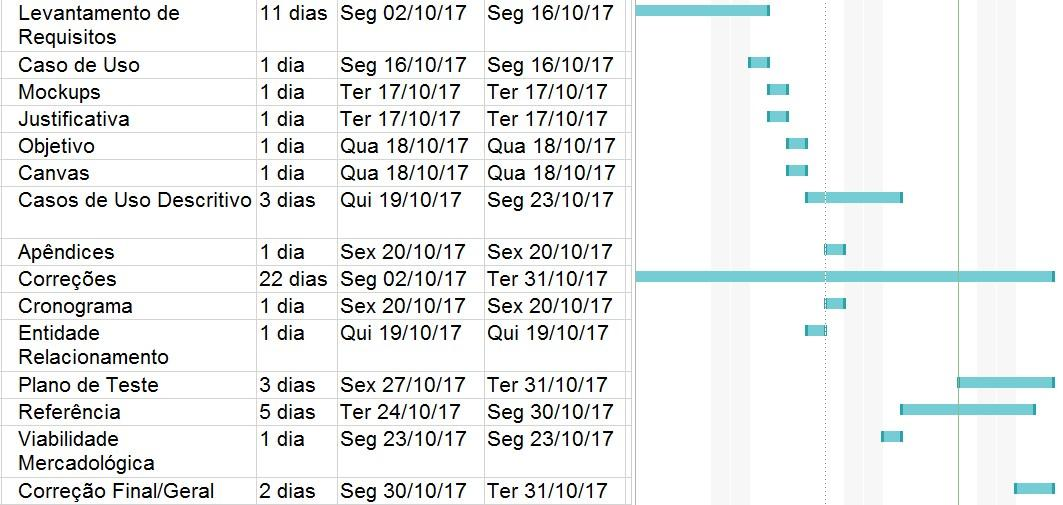 Levantamento de 11 dias Seg 02/10/17 Seg 16/10/17
Requisitos
Caso de Uso 1 dia Seg 16/10/17 Seg 16/10/17
Mockups 1 dia Ter 17/10/17 Ter 17/10/17
Justificativa 1 dia Ter 17/10/17 Ter 17/10/17
Objetivo 1 dia Qua 18/10/17 Qua 18/10/17
Canvas 1 dia Qua 18/10/17 Qua 18/10/17
Casos de Uso Descritivo 3 dias Qui 19/10/17 Seg 23/10/17
Apêndices 1 dia Sex 20/10/17 Sex 20/10/17
Correções 22 dias Seg 02/10/17 Ter 31/10/17
Cronograma 1 dia Sex 20/10/17 Sex 20/10/17
Entidade 1 dia Qui 19/10/17 Qui 19/10/17
Relacionamento
Plano de Teste 3 dias Sex 27/10/17 Ter 31/10/17
Referência 5 dias Ter 24/10/17 Seg 30/10/17
Viabilidade 1 dia Seg 23/10/17 Seg 23/10/17
Mercadológica
Correção Final/Geral 2 dias Seg 30/10/17 Ter 31/10/17